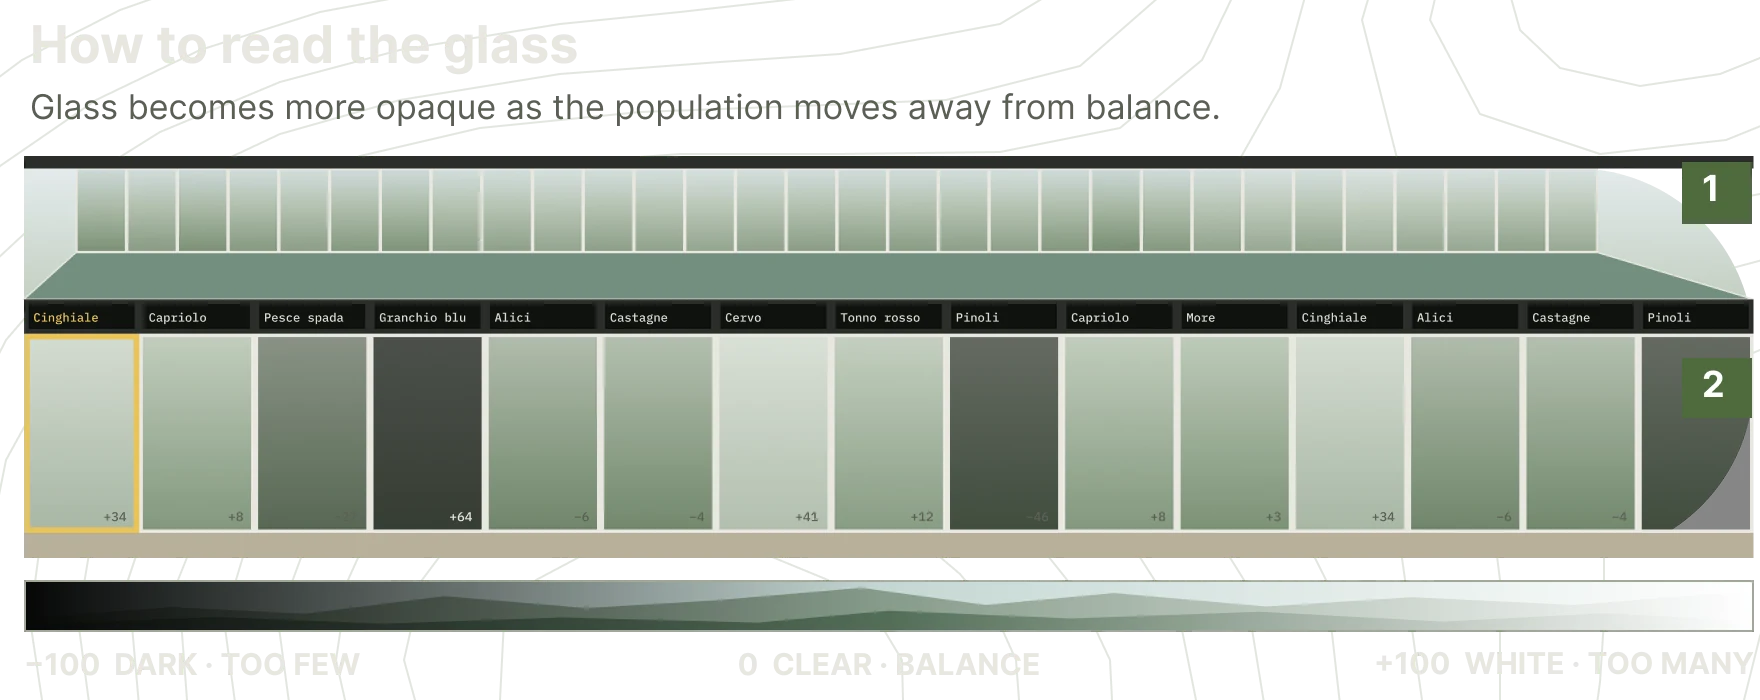 How to read the glass
Glass becomes more opaque as the population moves away from balance.
1
Cinghiale Capriolo Pesce spada Granchio blu Alici Castagne Cervo Tonno rosso Pinoli Capriolo More Cinghiale Alici Castagne Pinoli
2
+34 +8 +64 −6 −4 +41 +12 −46 +8 +3 +34 −6 −4
−100 DARK · TOO FEW 0 CLEAR · BALANCE +100 WHITE · TOO MANY